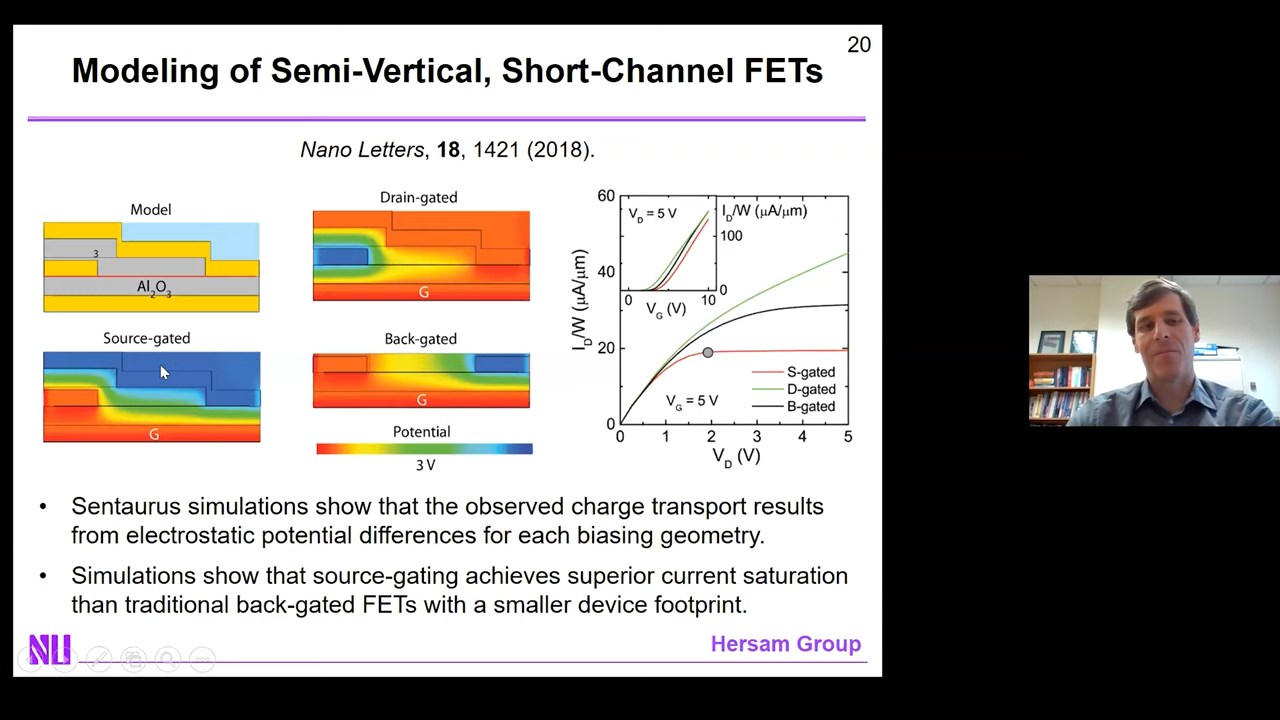 20
Modeling of Semi-Vertical, Short-Channel FETs
Nano Letters, 18, 1421 (2018).
Model
3
Al2O3
Drain-gated
G
Source-gated
G
Back-gated
G
Potential
3 V
60
40
20
0
ID/W (μA/μm)
VD = 5 V
ID/W (μA/μm)
100
0
0
10
VG (V)
S-gated
D-gated
B-gated
VG = 5 V
0 1 2 3 4 5
VD (V)
• Sentaurus simulations show that the observed charge transport results
from electrostatic potential differences for each biasing geometry.
• Simulations show that source-gating achieves superior current saturation
than traditional back-gated FETs with a smaller device footprint.
NU
Hersam Group